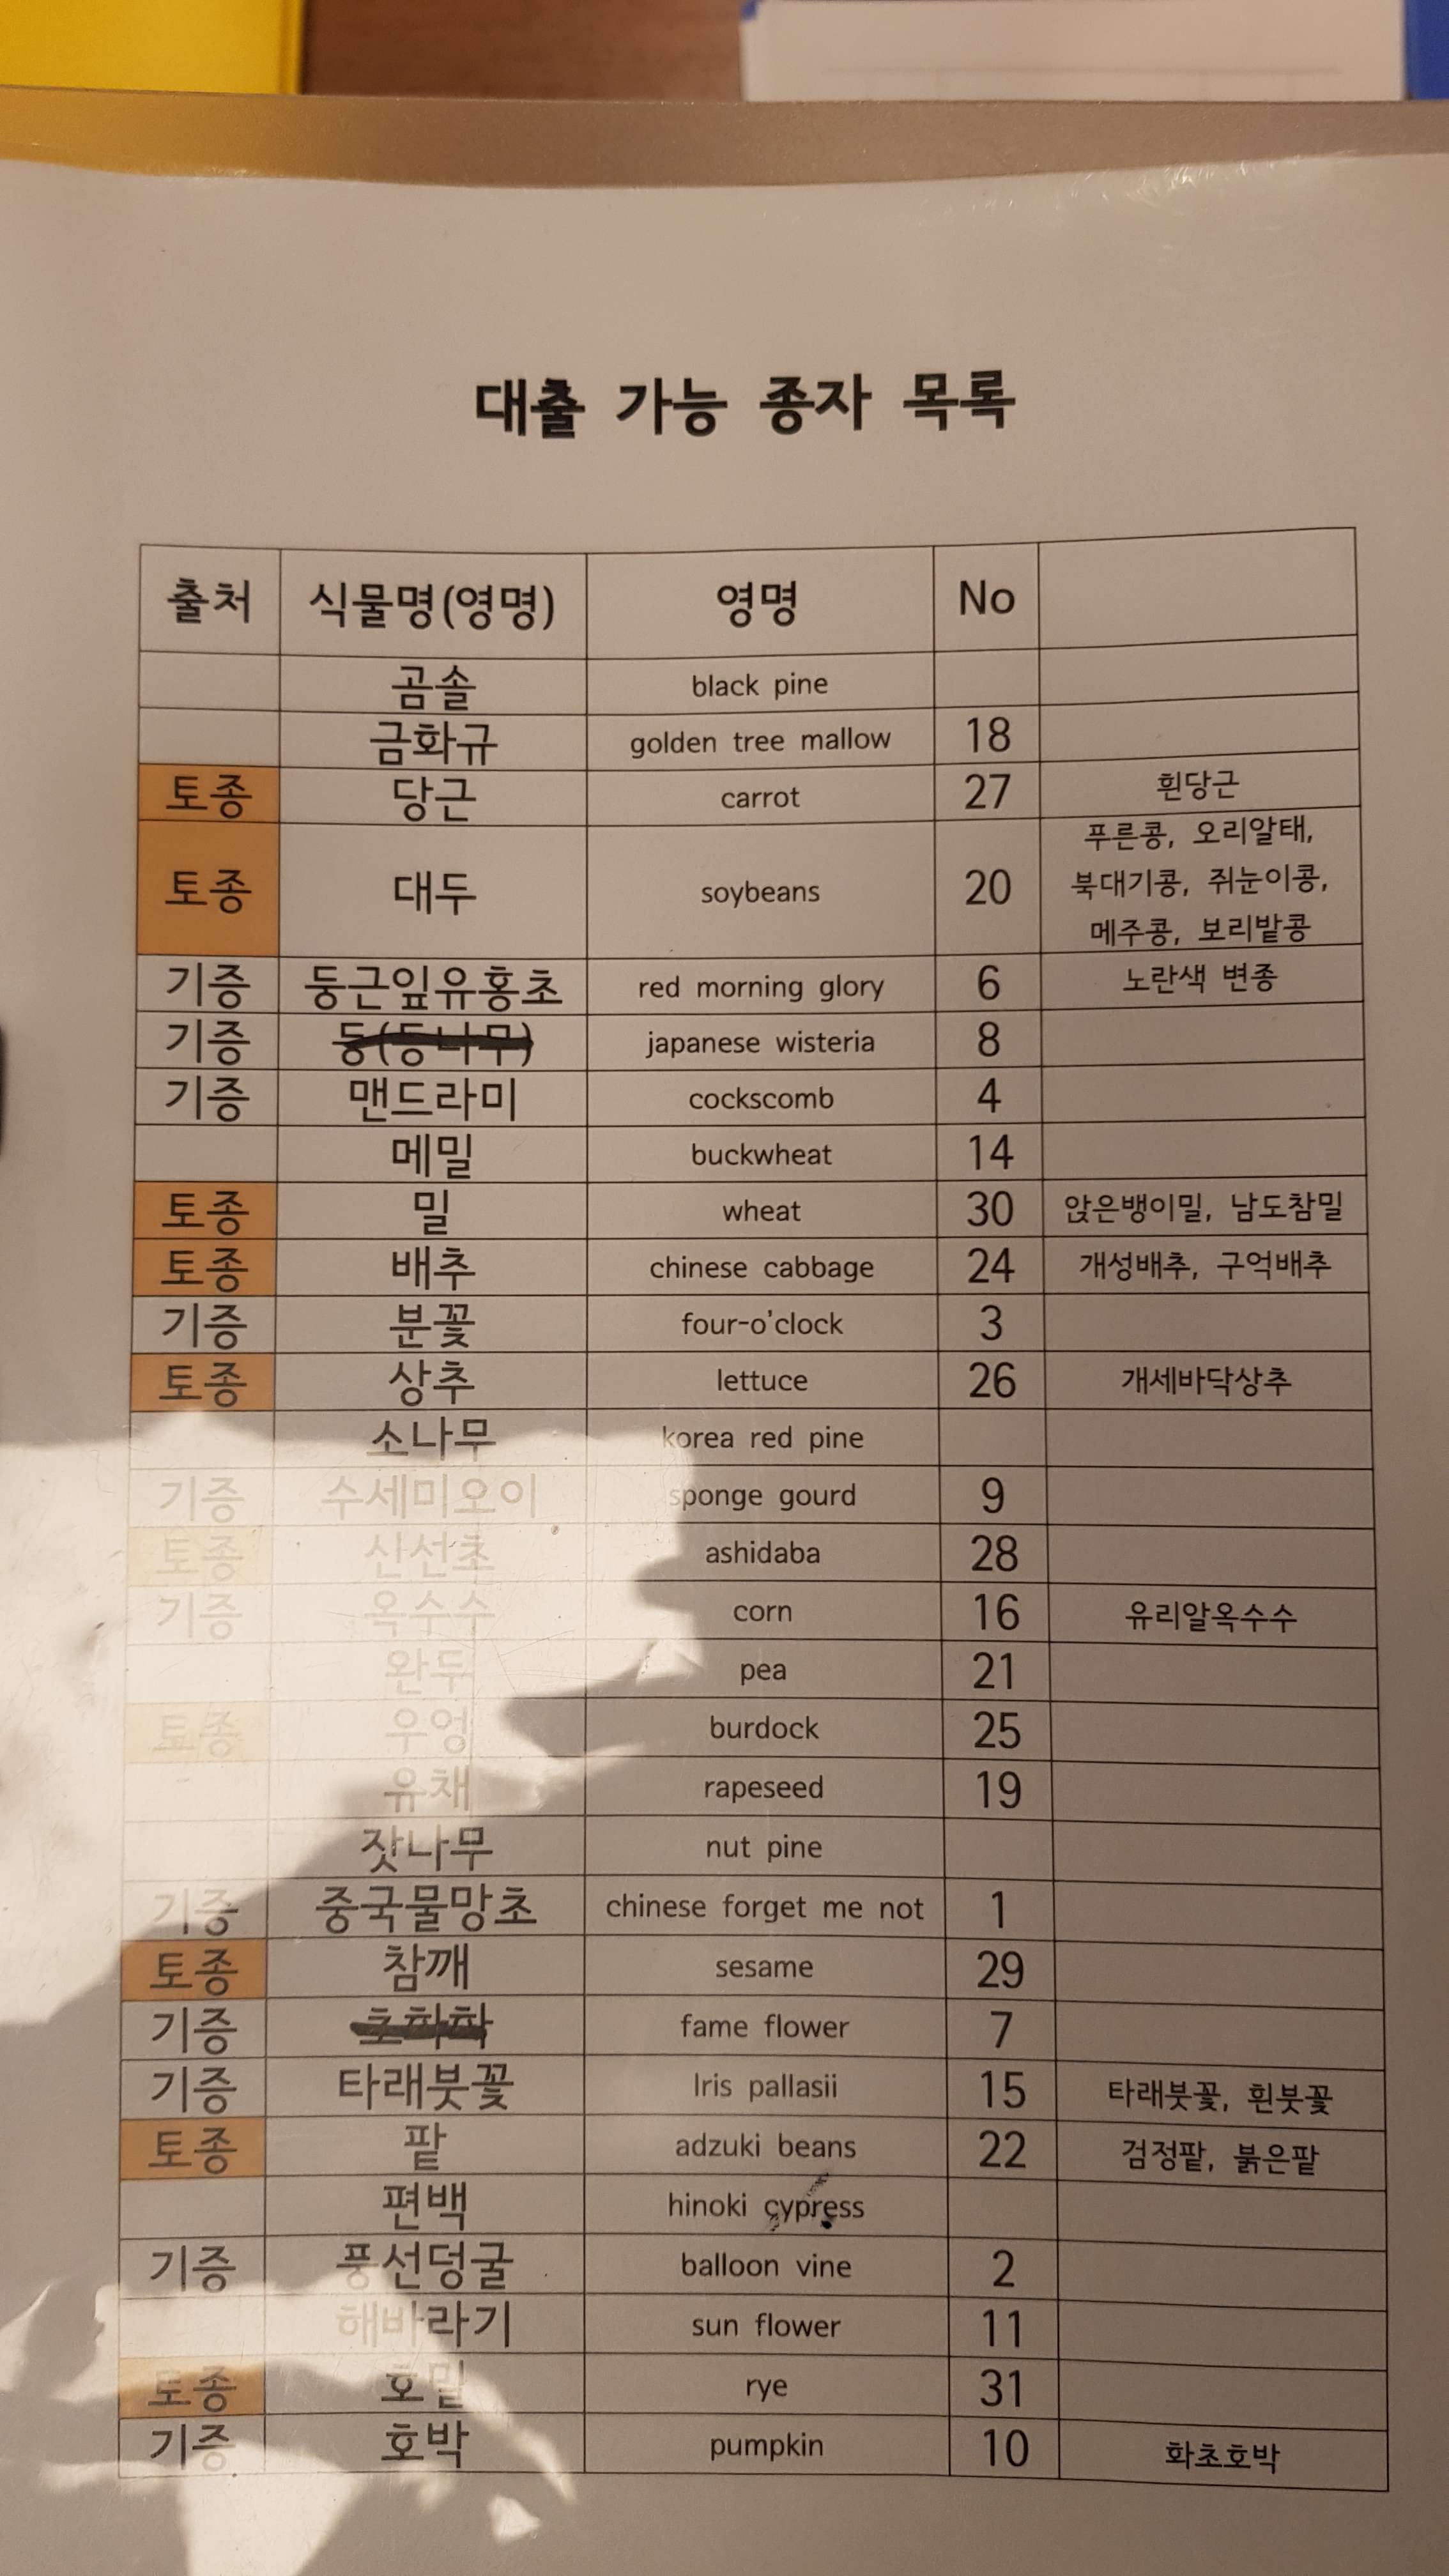 대출 가능 종자 목록
출처 식물명(영명) 영명 No
곰솔 black pine
금화규 golden tree mallow 18
토종 당근 carrot 27 흰당근
토종 대두 soybeans 20 푸른콩, 오리알태,
북대기콩, 쥐눈이콩,
메주콩, 보리밭콩
기증 둥근잎유홍초 red morning glory 6 노란색 변종
기증 등(등나무) japanese wisteria 8
기증 맨드라미 cockscomb 4
메밀 buckwheat 14
토종 밀 wheat 30 앉은뱅이밀, 남도참밀
토종 배추 chinese cabbage 24 개성배추, 구억배추
기증 분꽃 four-o'clock 3
토종 상추 lettuce 26 개세바닥상추
소나무 korea red pine
기증 수세미오이 sponge gourd 9
토종 신선초 ashidaba 28
기증 옥수수 corn 16 유리알옥수수
완두 pea 21
토종 우엉 burdock 25
유채 rapeseed 19
잣나무 nut pine
기증 중국물망초 chinese forget me not 1
토종 참깨 sesame 29
기증 fame flower 7
기증 타래붓꽃 Iris pallasii 15 타래붓꽃, 흰붓꽃
토종 팥 adzuki beans 22 검정팥, 붉은팥
편백 hinoki cypress
기증 풍선덩굴 balloon vine 2
해바라기 sun flower 11
토종 호밀 rye 31
기증 호박 pumpkin 10 화초호박